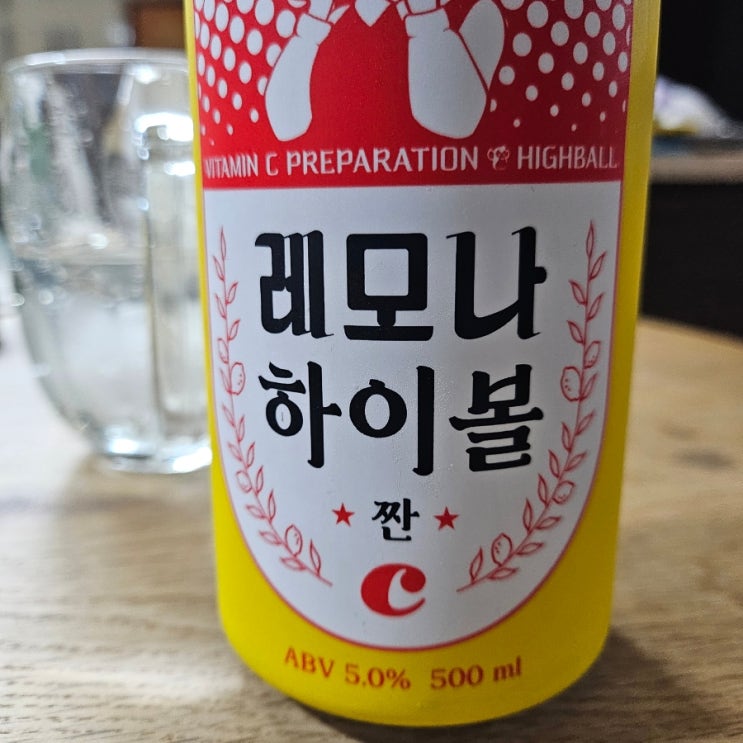 VITAMIN C PREPARATION HIGHBALL
레모나
하이볼
짠
C
ABV 5.0% 500 ml